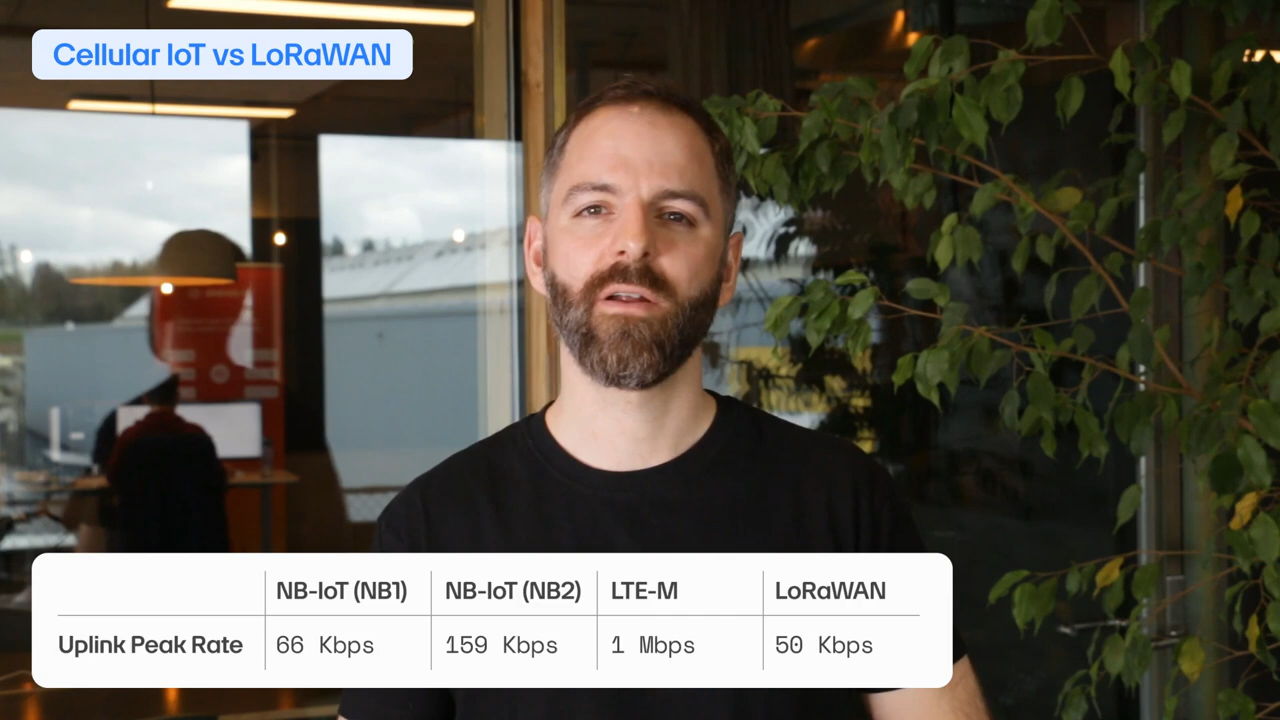 Cellular IoT vs LoRaWAN
NB-IoT (NB1) NB-IoT (NB2) LTE-M LoRaWAN
Uplink Peak Rate 66 Kbps 159 Kbps 1 Mbps 50 Kbps